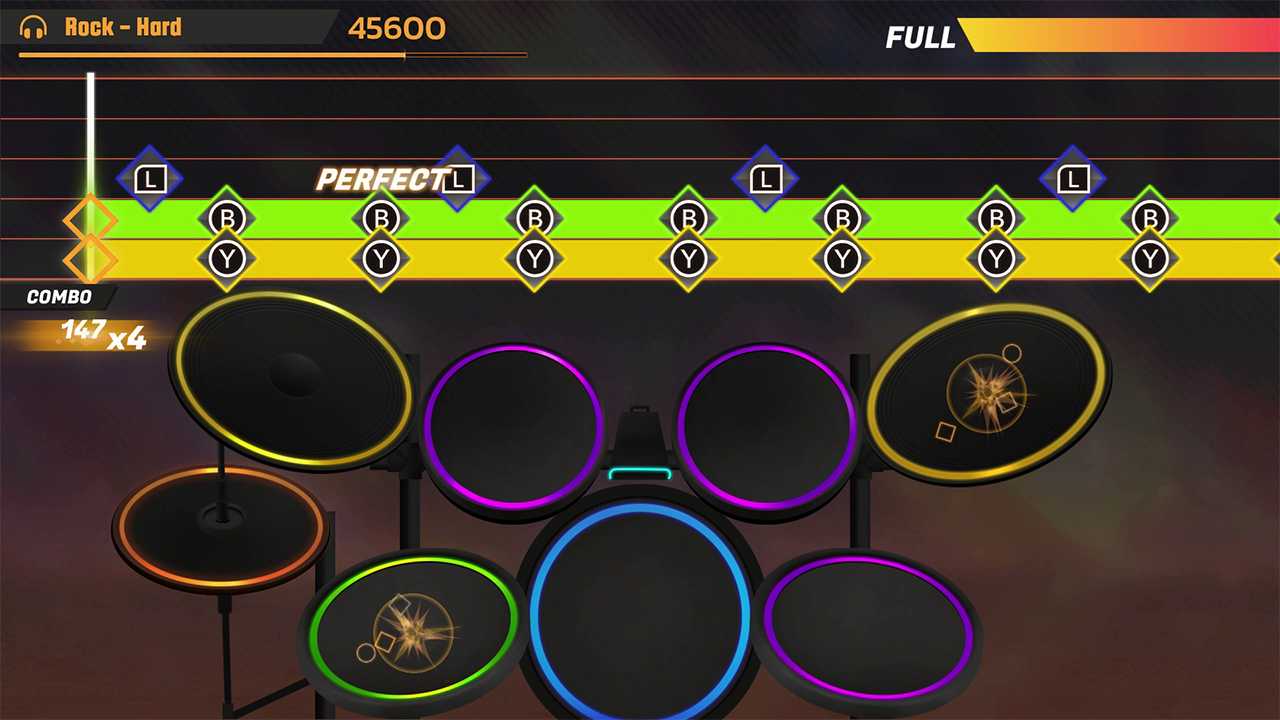 Rock - Hard
45600
FULL
L PERFECT L L L
B B B B B B B
Y Y Y Y Y Y Y
COMBO
147 x4